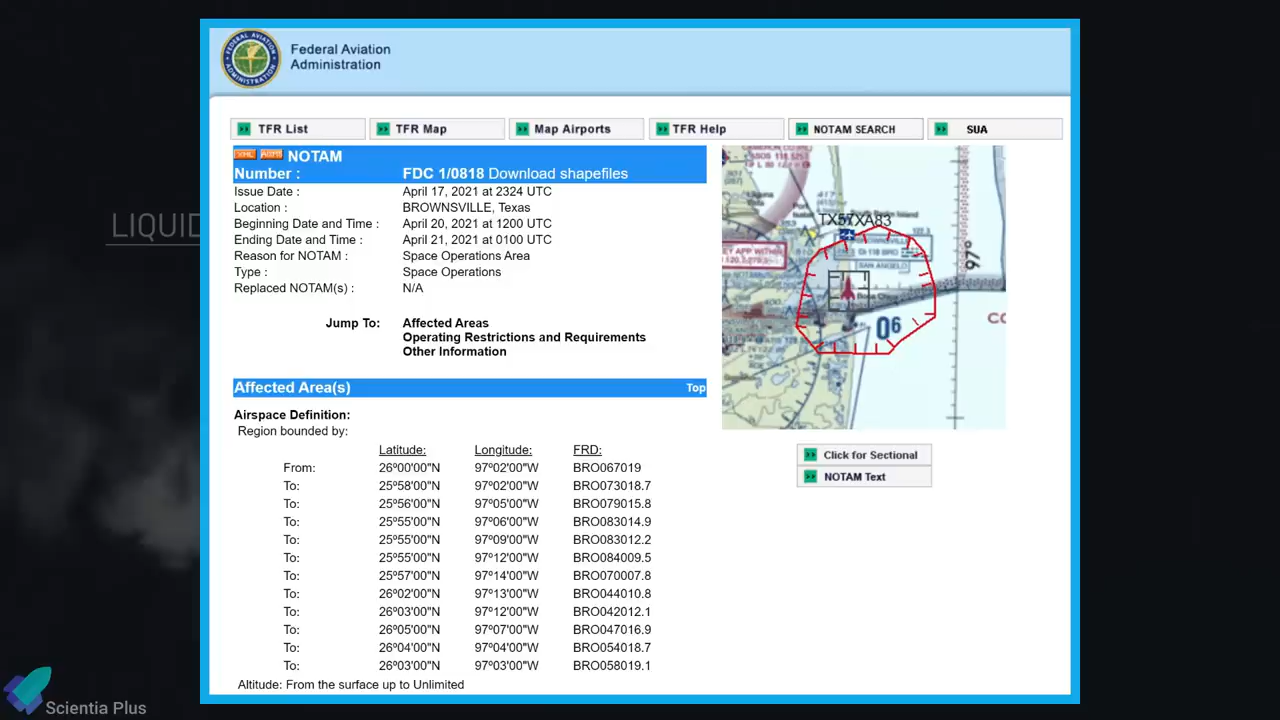 Federal Aviation
Administration
TFR List
TFR Map
Map Airports
TFR Help
NOTAM SEARCH
SUA
NOTAM
Number : FDC 1/0818 Download shapefiles
Issue Date : April 17, 2021 at 2324 UTC
Location : BROWNSVILLE, Texas
Beginning Date and Time : April 20, 2021 at 1200 UTC
Ending Date and Time : April 21, 2021 at 0100 UTC
Reason for NOTAM : Space Operations Area
Type : Space Operations
Replaced NOTAM(s) : N/A
Jump To: Affected Areas
Operating Restrictions and Requirements
Other Information
Affected Area(s) Top
Airspace Definition:
Region bounded by:
Latitude: Longitude: FRD:
From: 26º00'00"N 97º02'00"W BRO067019
To: 25º58'00"N 97º02'00"W BRO073018.7
To: 25º56'00"N 97º05'00"W BRO079015.8
To: 25º55'00"N 97º06'00"W BRO083014.9
To: 25º55'00"N 97º09'00"W BRO083012.2
To: 25º55'00"N 97º12'00"W BRO084009.5
To: 25º57'00"N 97º14'00"W BRO070007.8
To: 26º02'00"N 97º13'00"W BRO044010.8
To: 26º03'00"N 97º12'00"W BRO042012.1
To: 26º05'00"N 97º07'00"W BRO047016.9
To: 26º04'00"N 97º04'00"W BRO054018.7
To: 26º03'00"N 97º03'00"W BRO058019.1
Altitude: From the surface up to Unlimited
TX57XA83
97º
06
Click for Sectional
NOTAM Text
LIQUID
Scientia Plus